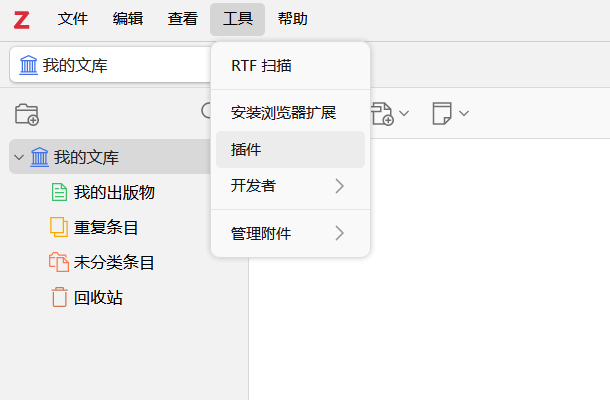 Z 文件 编辑 查看 工具 帮助
我的文库
RTF 扫描
安装浏览器扩展
插件
开发者
管理附件
我的文库
我的出版物
重复条目
未分类条目
回收站